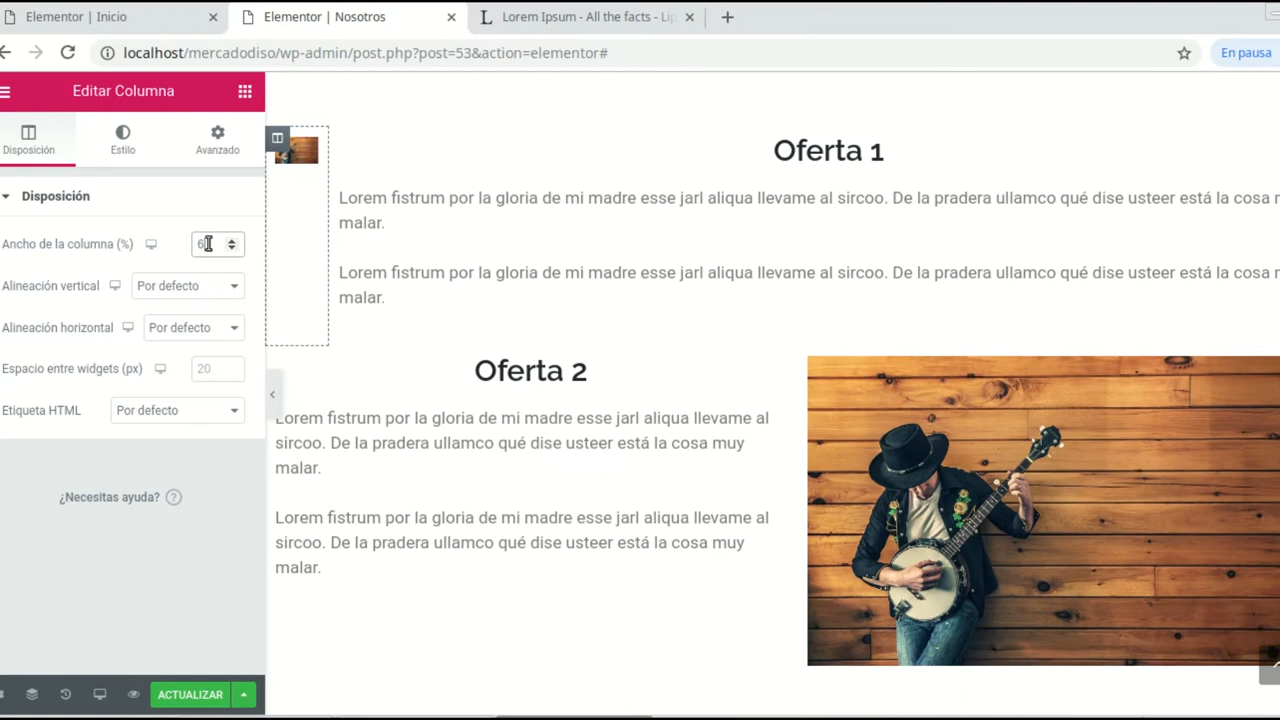 Elementor | Inicio
Elementor | Nosotros
Lorem Ipsum - All the facts - Lip
localhost/mercadodiso/wp-admin/post.php?post=53&action=elementor#
En pausa
Editar Columna
Disposición
Estilo
Avanzado
Disposición
Ancho de la columna (%)
6
Alineación vertical
Por defecto
Alineación horizontal
Por defecto
Espacio entre widgets (px)
20
Etiqueta HTML
Por defecto
¿Necesitas ayuda?
ACTUALIZAR
Oferta 1
Lorem fistrum por la gloria de mi madre esse jarl aliqua llevame al sircoo. De la pradera ullamco qué dise usteer está la cosa m
malar.
Lorem fistrum por la gloria de mi madre esse jarl aliqua llevame al sircoo. De la pradera ullamco qué dise usteer está la cosa m
malar.
Oferta 2
Lorem fistrum por la gloria de mi madre esse jarl aliqua llevame al
sircoo. De la pradera ullamco qué dise usteer está la cosa muy
malar.
Lorem fistrum por la gloria de mi madre esse jarl aliqua llevame al
sircoo. De la pradera ullamco qué dise usteer está la cosa muy
malar.